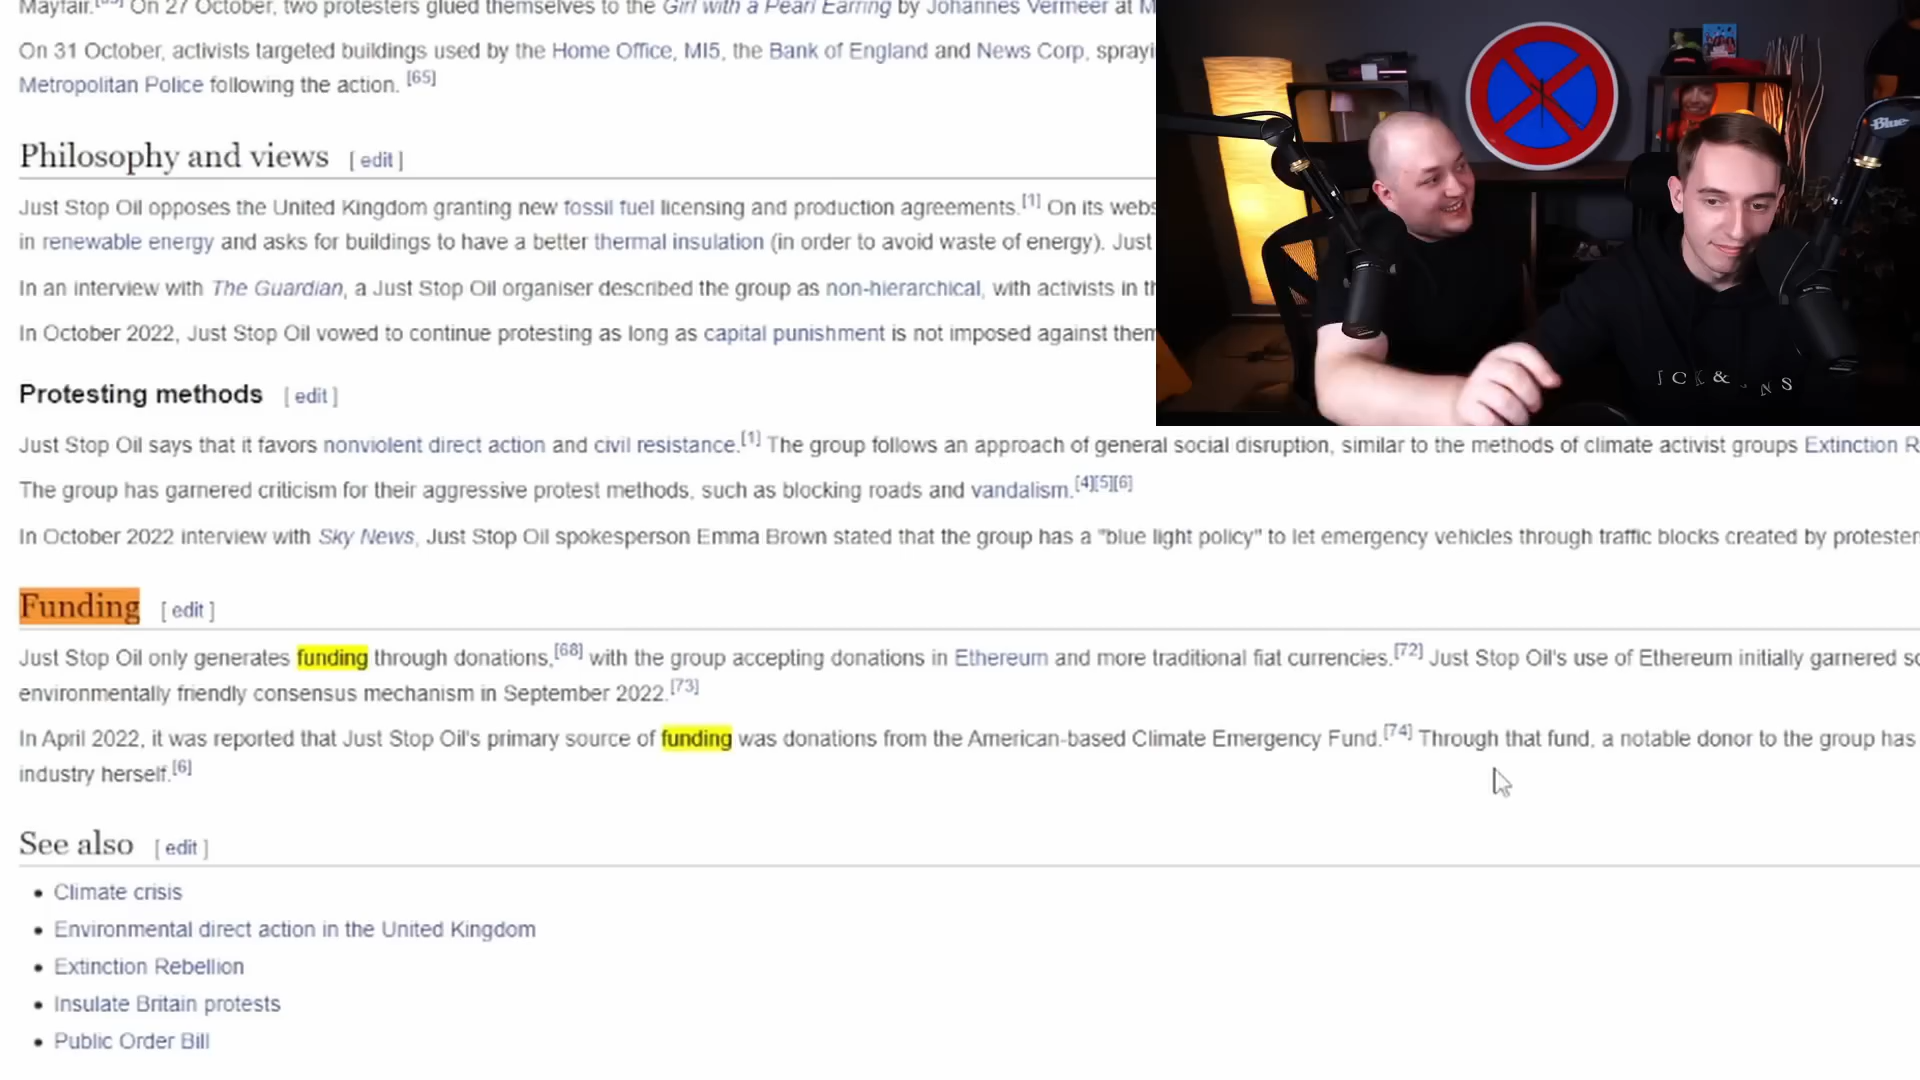 Mayfair. On 27 October, two protesters glued themselves to the Girl with a Pearl Earring by Johannes Vermeer at M
On 31 October, activists targeted buildings used by the Home Office, MI5, the Bank of England and News Corp, sprayi
Metropolitan Police following the action. [65]
Philosophy and views [ edit ]
Just Stop Oil opposes the United Kingdom granting new fossil fuel licensing and production agreements.[1] On its webs
in renewable energy and asks for buildings to have a better thermal insulation (in order to avoid waste of energy). Just
In an interview with The Guardian, a Just Stop Oil organiser described the group as non-hierarchical, with activists in th
In October 2022, Just Stop Oil vowed to continue protesting as long as capital punishment is not imposed against them
Protesting methods [ edit ]
Just Stop Oil says that it favors nonviolent direct action and civil resistance.[1] The group follows an approach of general social disruption, similar to the methods of climate activist groups Extinction R
The group has garnered criticism for their aggressive protest methods, such as blocking roads and vandalism.[4][5][6]
In October 2022 interview with Sky News, Just Stop Oil spokesperson Emma Brown stated that the group has a "blue light policy" to let emergency vehicles through traffic blocks created by protester
Funding [ edit ]
Just Stop Oil only generates funding through donations,[68] with the group accepting donations in Ethereum and more traditional fiat currencies.[72] Just Stop Oil's use of Ethereum initially garnered so
environmentally friendly consensus mechanism in September 2022.[73]
In April 2022, it was reported that Just Stop Oil's primary source of funding was donations from the American-based Climate Emergency Fund.[74] Through that fund, a notable donor to the group has
industry herself.[6]
See also [ edit ]
• Climate crisis
• Environmental direct action in the United Kingdom
• Extinction Rebellion
• Insulate Britain protests
• Public Order Bill
Blue